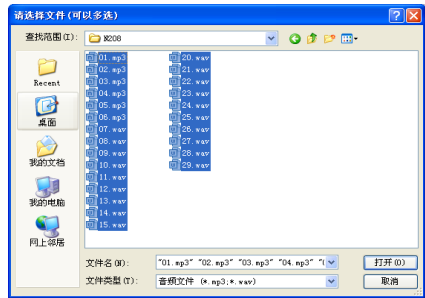 请选择文件(可以多选)
查找范围(I): N208
Recent
桌面
我的文档
我的电脑
网上邻居
01.mp3
02.mp3
03.mp3
04.mp3
05.mp3
06.mp3
07.wav
08.wav
09.wav
10.wav
11.wav
12.wav
13.wav
14.wav
15.wav
20.wav
21.wav
22.wav
23.wav
24.wav
25.wav
26.wav
27.wav
28.wav
29.wav
文件名(N): "01.mp3" "02.mp3" "03.mp3" "04.mp3" "( 打开(O)
文件类型(T): 音频文件 (*.mp3;*.wav) 取消